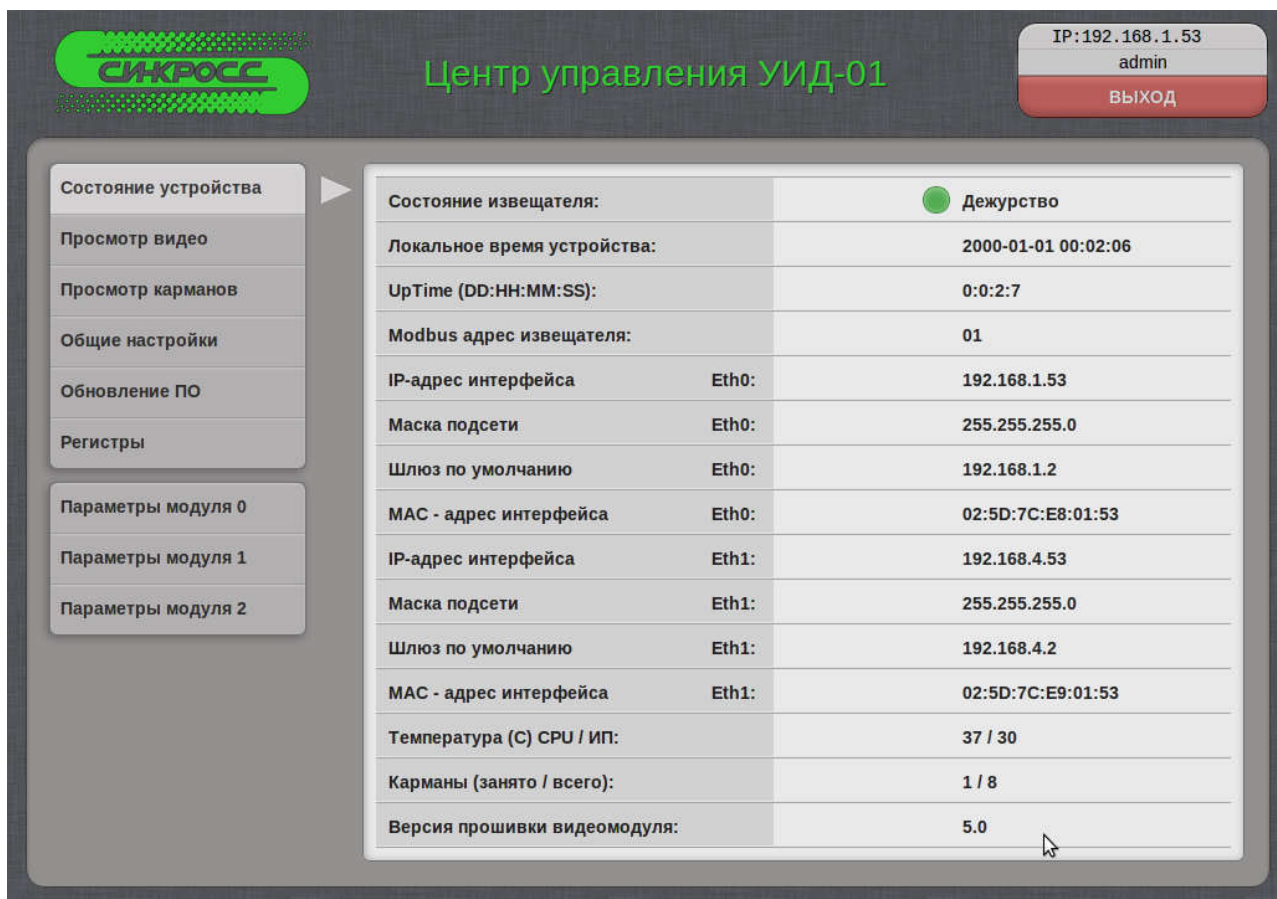 СИНКРОСС
Центр управления УИД-01
IP:192.168.1.53
admin
ВЫХОД
Состояние устройства
Просмотр видео
Просмотр карманов
Общие настройки
Обновление ПО
Регистры
Параметры модуля 0
Параметры модуля 1
Параметры модуля 2
Состояние извещателя: Дежурство
Локальное время устройства: 2000-01-01 00:02:06
UpTime (DD:HH:MM:SS): 0:0:2:7
Modbus адрес извещателя: 01
IP-адрес интерфейса Eth0: 192.168.1.53
Маска подсети Eth0: 255.255.255.0
Шлюз по умолчанию Eth0: 192.168.1.2
MAC - адрес интерфейса Eth0: 02:5D:7C:E8:01:53
IP-адрес интерфейса Eth1: 192.168.4.53
Маска подсети Eth1: 255.255.255.0
Шлюз по умолчанию Eth1: 192.168.4.2
MAC - адрес интерфейса Eth1: 02:5D:7C:E9:01:53
Температура (C) CPU / ИП: 37 / 30
Карманы (занято / всего): 1 / 8
Версия прошивки видеомодуля: 5.0